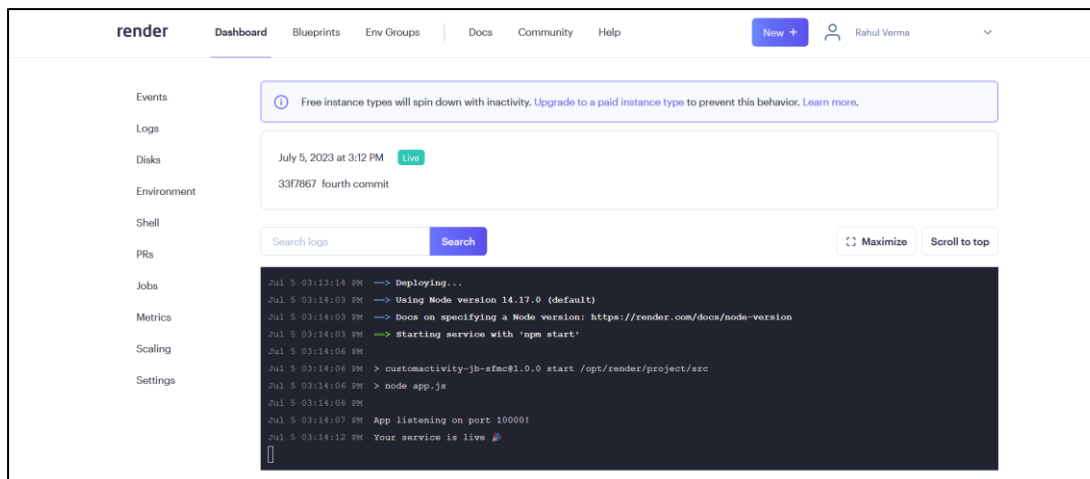 render Dashboard Blueprints Env Groups Docs Community Help New + Rahul Verma
Events
Logs
Disks
Environment
Shell
PRs
Jobs
Metrics
Scaling
Settings
Free instance types will spin down with inactivity. Upgrade to a paid instance type to prevent this behavior. Learn more.
July 5, 2023 at 3:12 PM Live
33f7867 fourth commit
Search logs Search Maximize Scroll to top
Jul 5 03:13:14 PM ==> Deploying...
Jul 5 03:14:03 PM ==> Using Node version 14.17.0 (default)
Jul 5 03:14:03 PM ==> Docs on specifying a Node version: https://render.com/docs/node-version
Jul 5 03:14:03 PM ==> Starting service with 'npm start'
Jul 5 03:14:06 PM
Jul 5 03:14:06 PM > customactivity-jb-sfmc@1.0.0 start /opt/render/project/src
Jul 5 03:14:06 PM > node app.js
Jul 5 03:14:06 PM
Jul 5 03:14:07 PM App listening on port 10000!
Jul 5 03:14:12 PM Your service is live 🎉